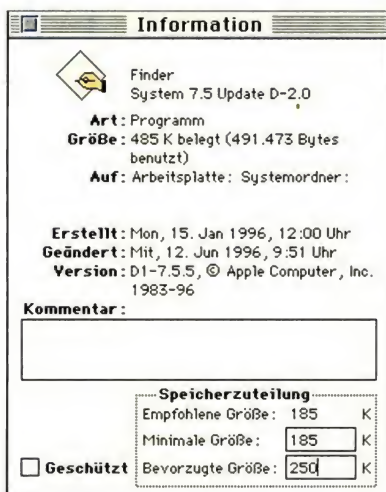 Information
Finder
System 7.5 Update D-2.0
Art: Programm
Größe: 485 K belegt (491.473 Bytes
benutzt)
Auf: Arbeitsplatte: Systemordner:
Erstellt: Mon, 15. Jan 1996, 12:00 Uhr
Geändert: Mit, 12. Jun 1996, 9:51 Uhr
Version: D1-7.5.5, © Apple Computer, Inc.
1983-96
Kommentar:
Speicherzuteilung
Empfohlene Größe: 185 K
Minimale Größe: 185 K
Geschützt Bevorzugte Größe: 250 K